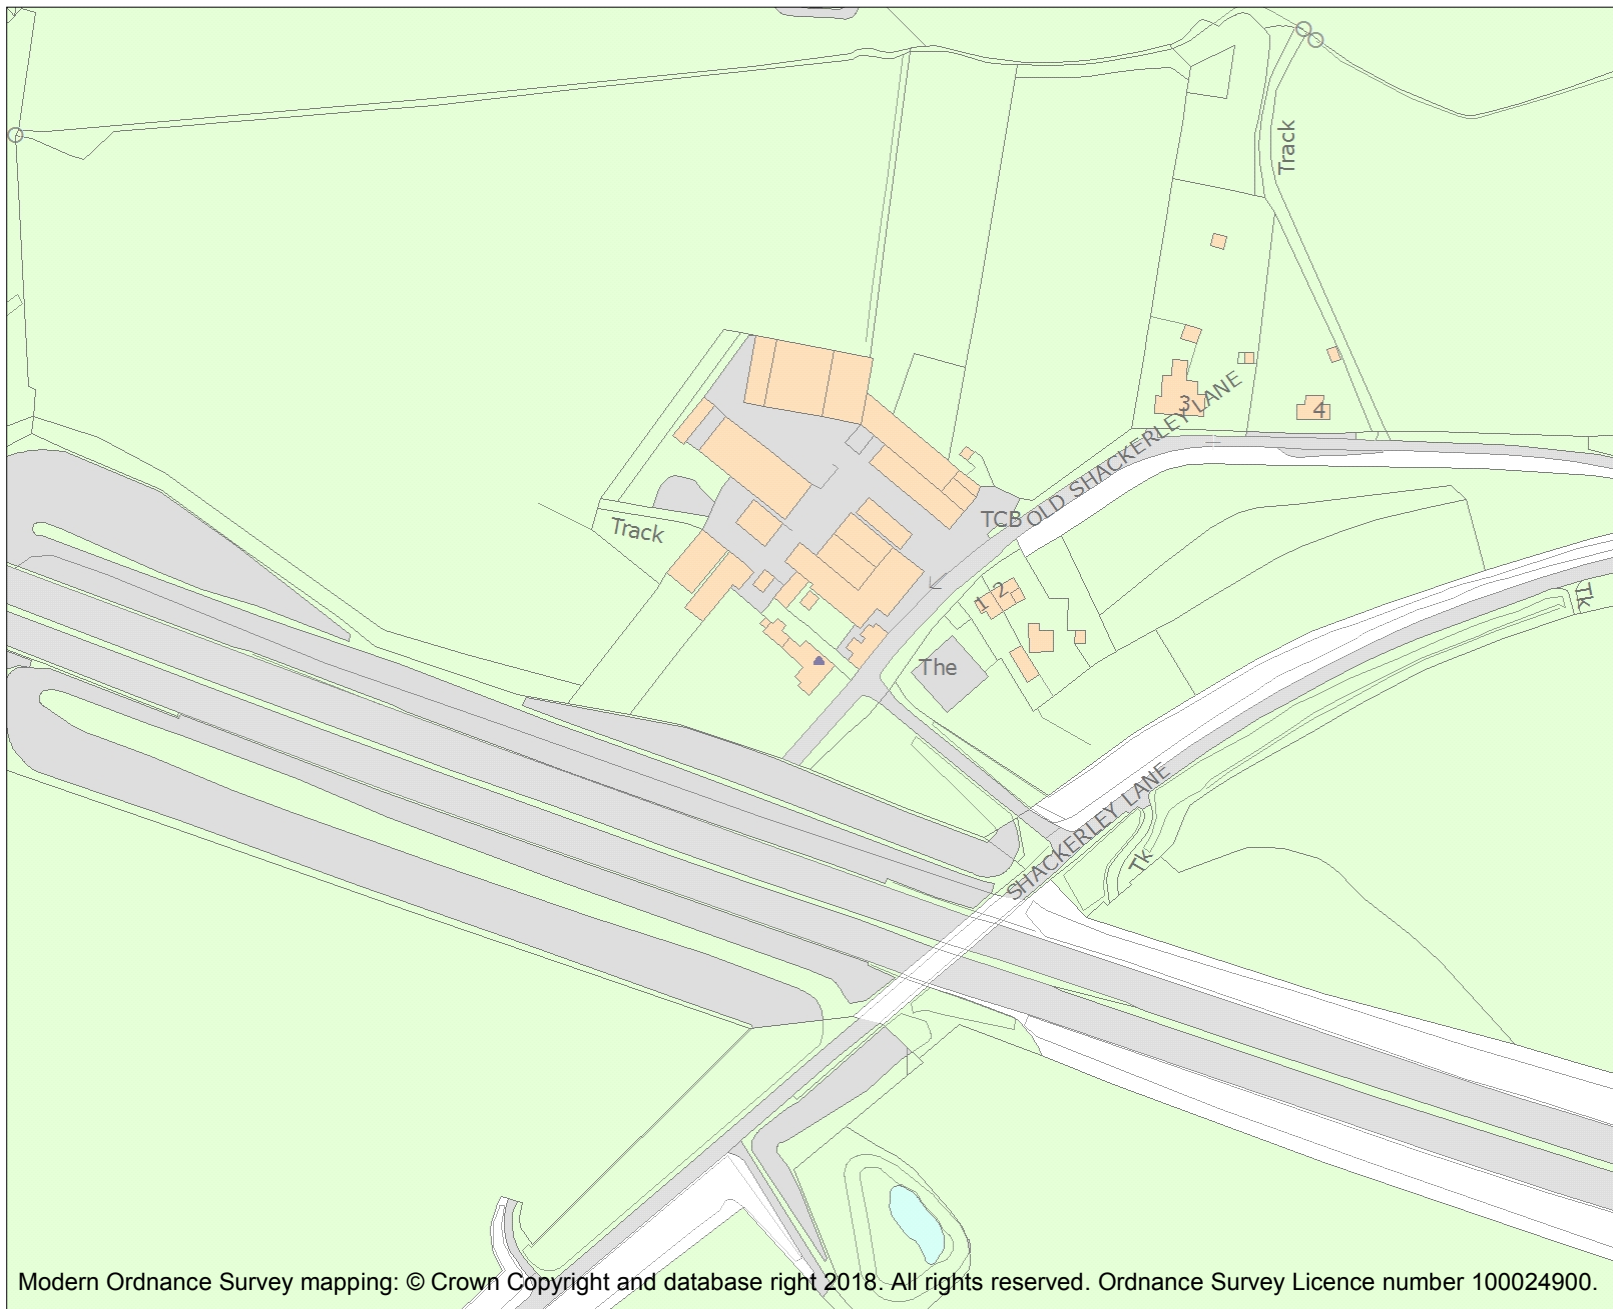 Track
3
4
OLD SHACKERLEY LANE
TCB
Track
1
2
Tk
The
SHACKERLEY LANE
Tk
Modern Ordnance Survey mapping: © Crown Copyright and database right 2018. All rights reserved. Ordnance Survey Licence number 100024900.